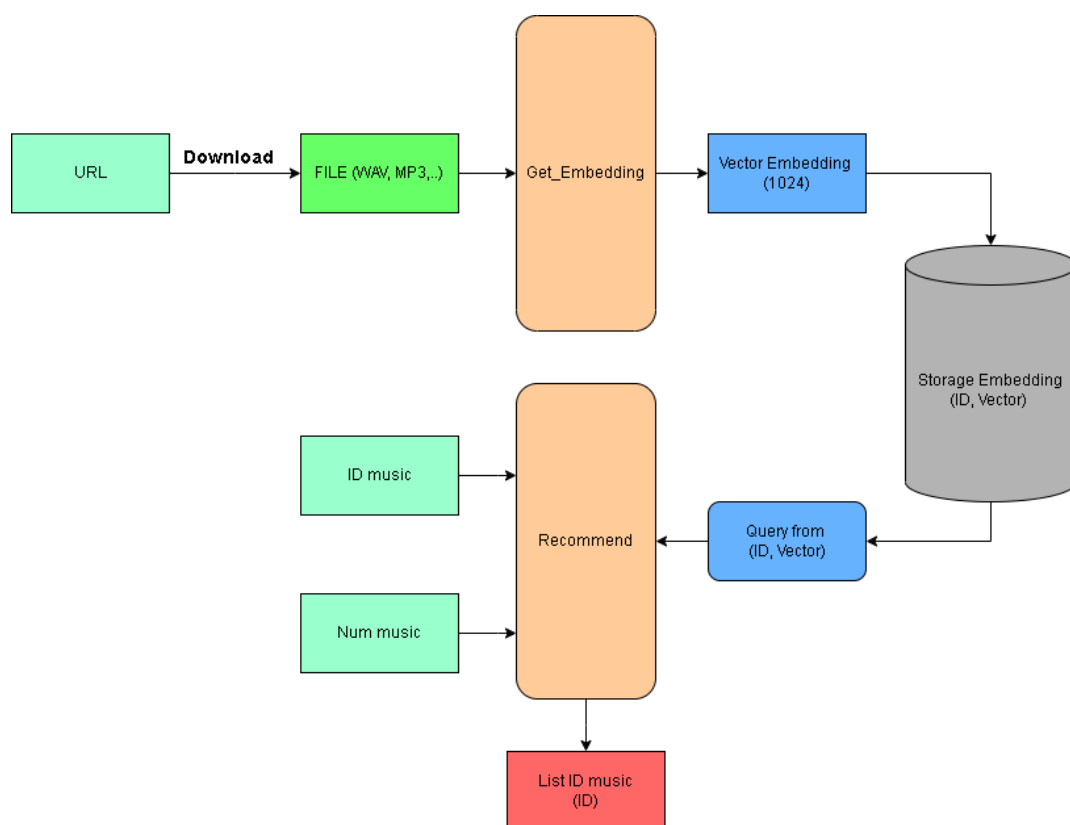 URL
Download
FILE (WAV, MP3,..)
Get_Embedding
Vector Embedding
(1024)
Storage Embedding
(ID, Vector)
ID music
Recommend
Query from
(ID, Vector)
Num music
List ID music
(ID)